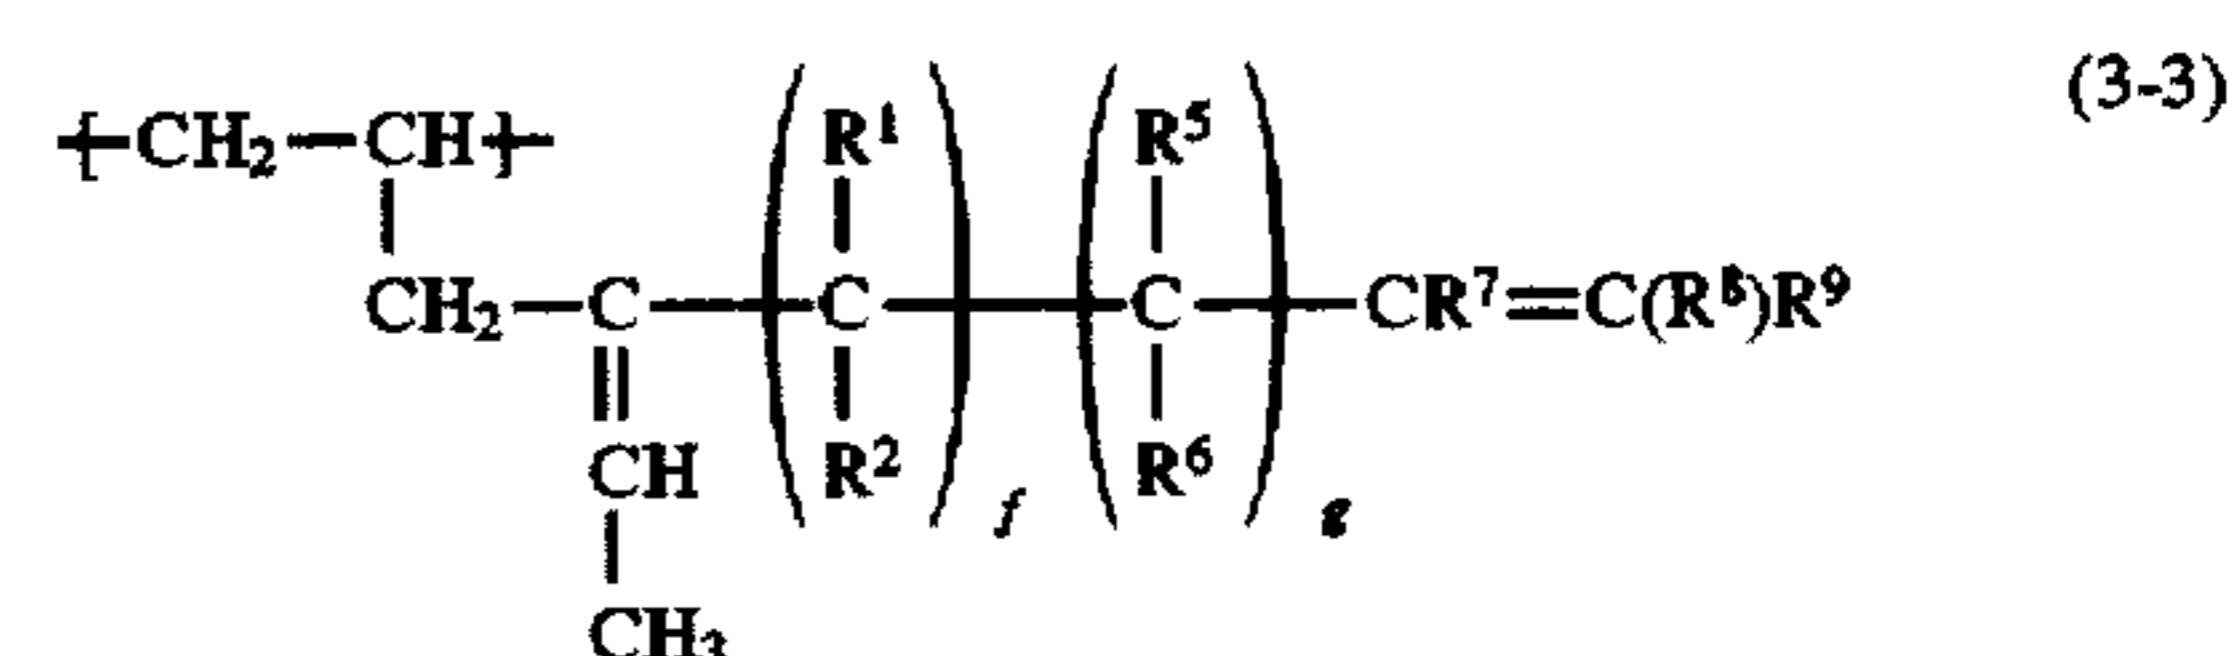 (3-3)
R¹ R⁵
-[CH₂—CH]-
CH₂—C—(C)—(C)—CR⁷=C(R⁸)R⁹
CH R² R⁶
f g
CH₃